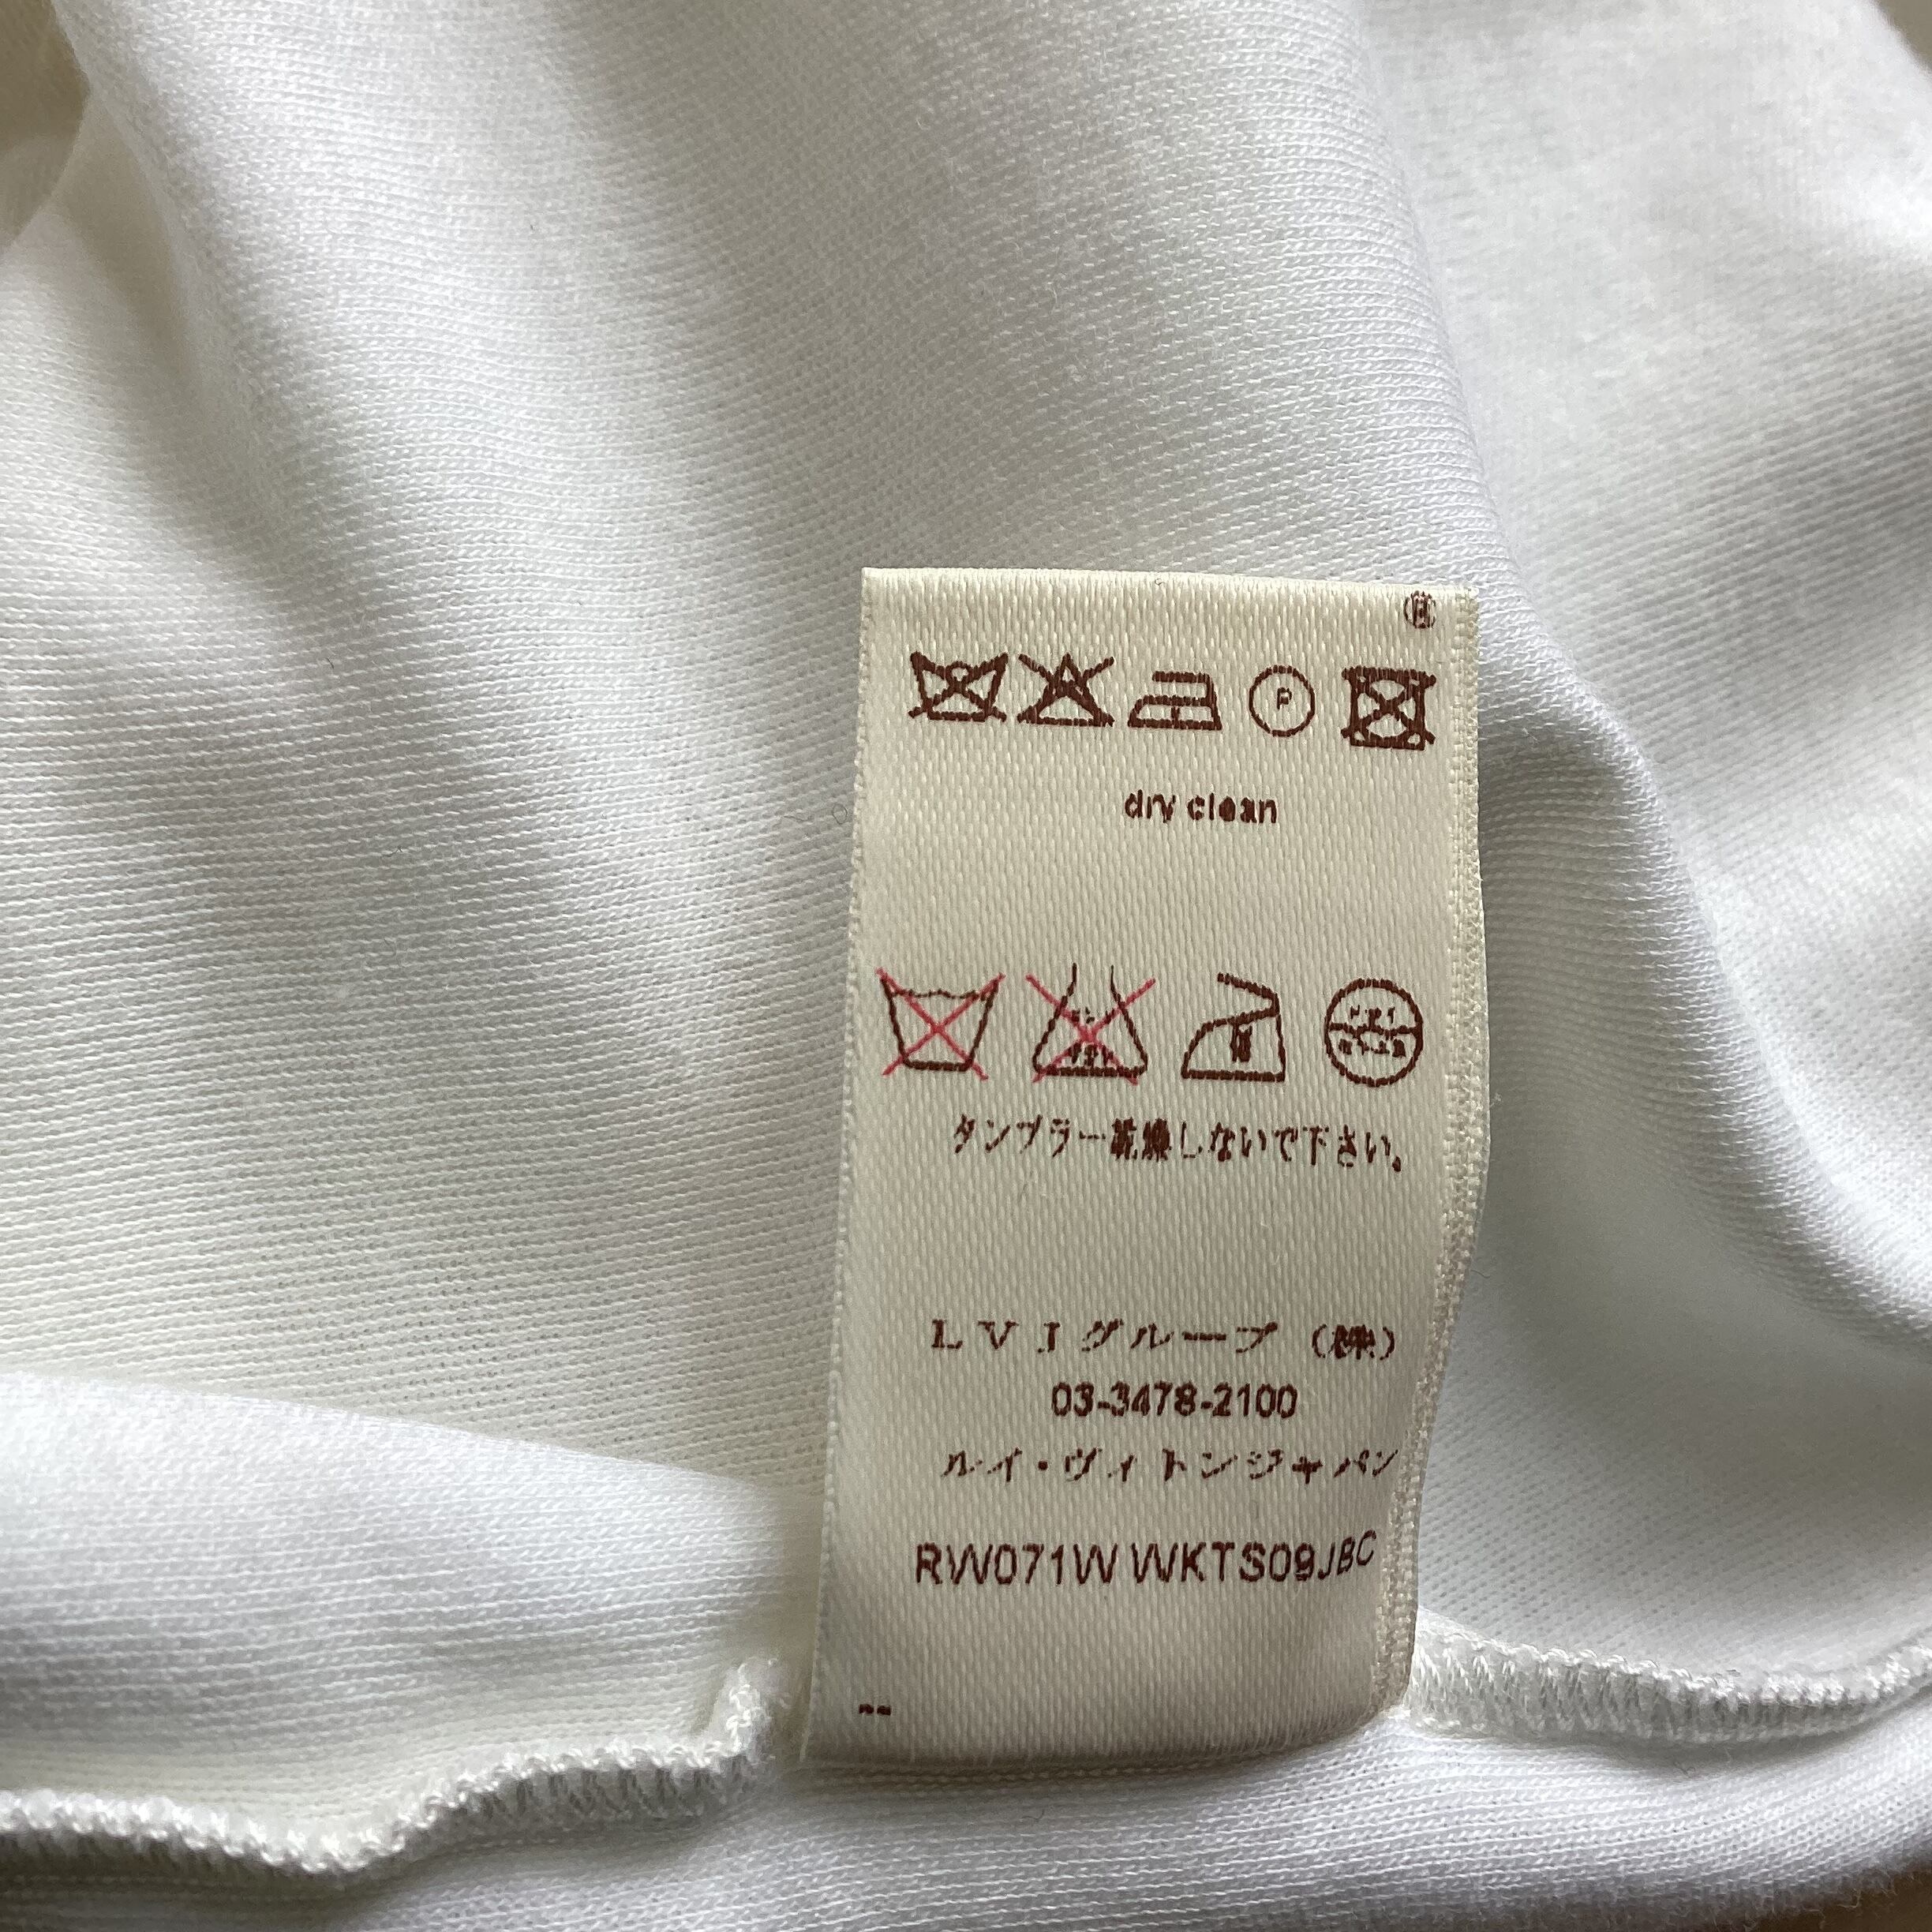 P
dry clean
タンブラー乾燥しないで下さい。
LVJグループ (株)
03-3478-2100
ルイ・ヴィトンジャパン
RW071W WKTS09JBC